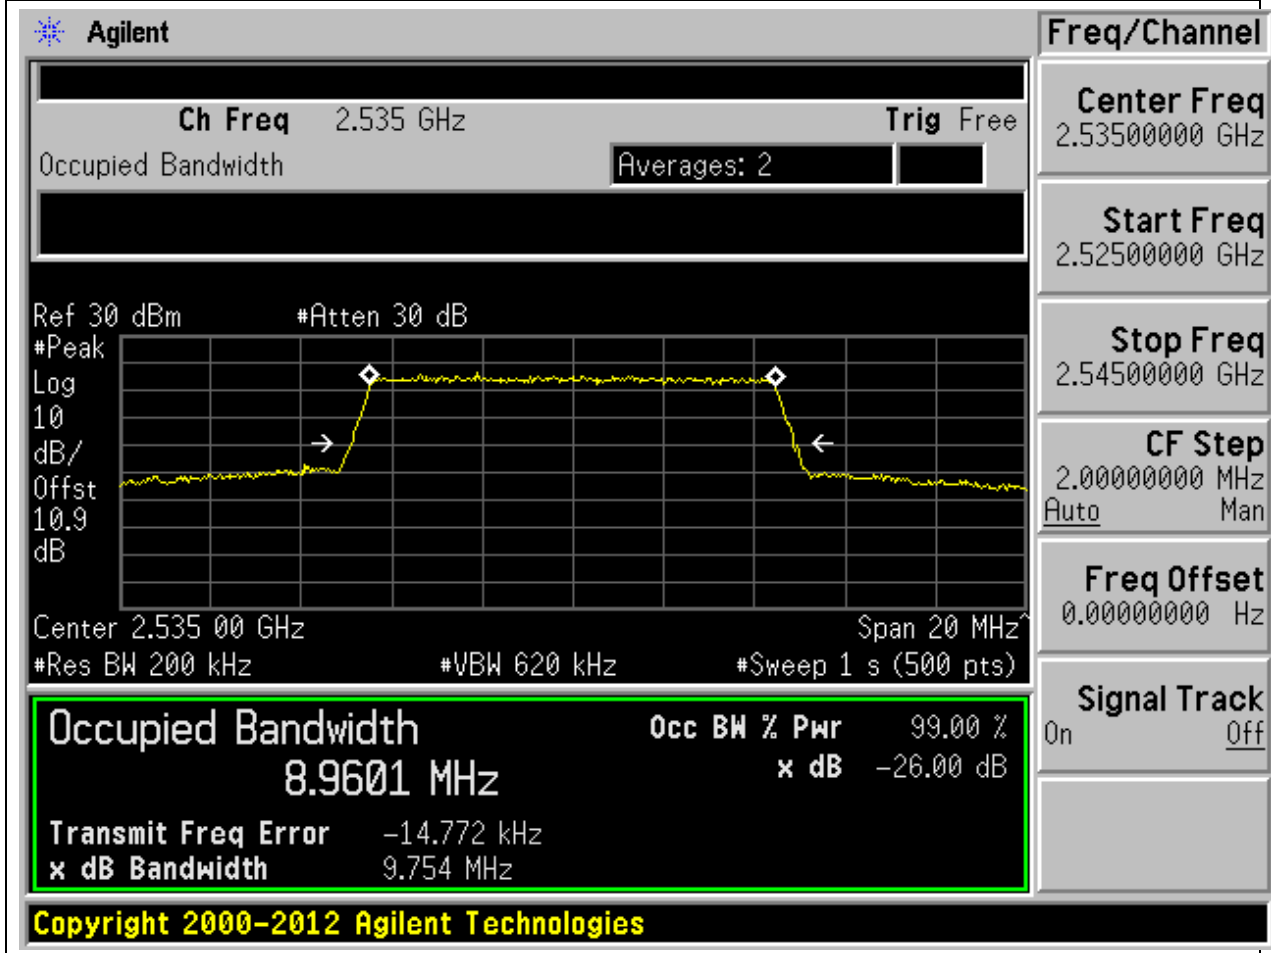 Agilent
Freq/Channel
Ch Freq 2.535 GHz Trig Free
Occupied Bandwidth Averages: 2
Center Freq
2.53500000 GHz
Start Freq
2.52500000 GHz
Stop Freq
2.54500000 GHz
CF Step
2.00000000 MHz
Auto Man
Freq Offset
0.00000000 Hz
Signal Track
On Off
Ref 30 dBm #Atten 30 dB
#Peak
Log
10
dB/
Offst
10.9
dB
Center 2.535 00 GHz Span 20 MHz^
#Res BW 200 kHz #VBW 620 kHz #Sweep 1 s (500 pts)
Occupied Bandwidth Occ BW % Pwr 99.00 %
8.9601 MHz x dB -26.00 dB
Transmit Freq Error -14.772 kHz
x dB Bandwidth 9.754 MHz
Copyright 2000-2012 Agilent Technologies